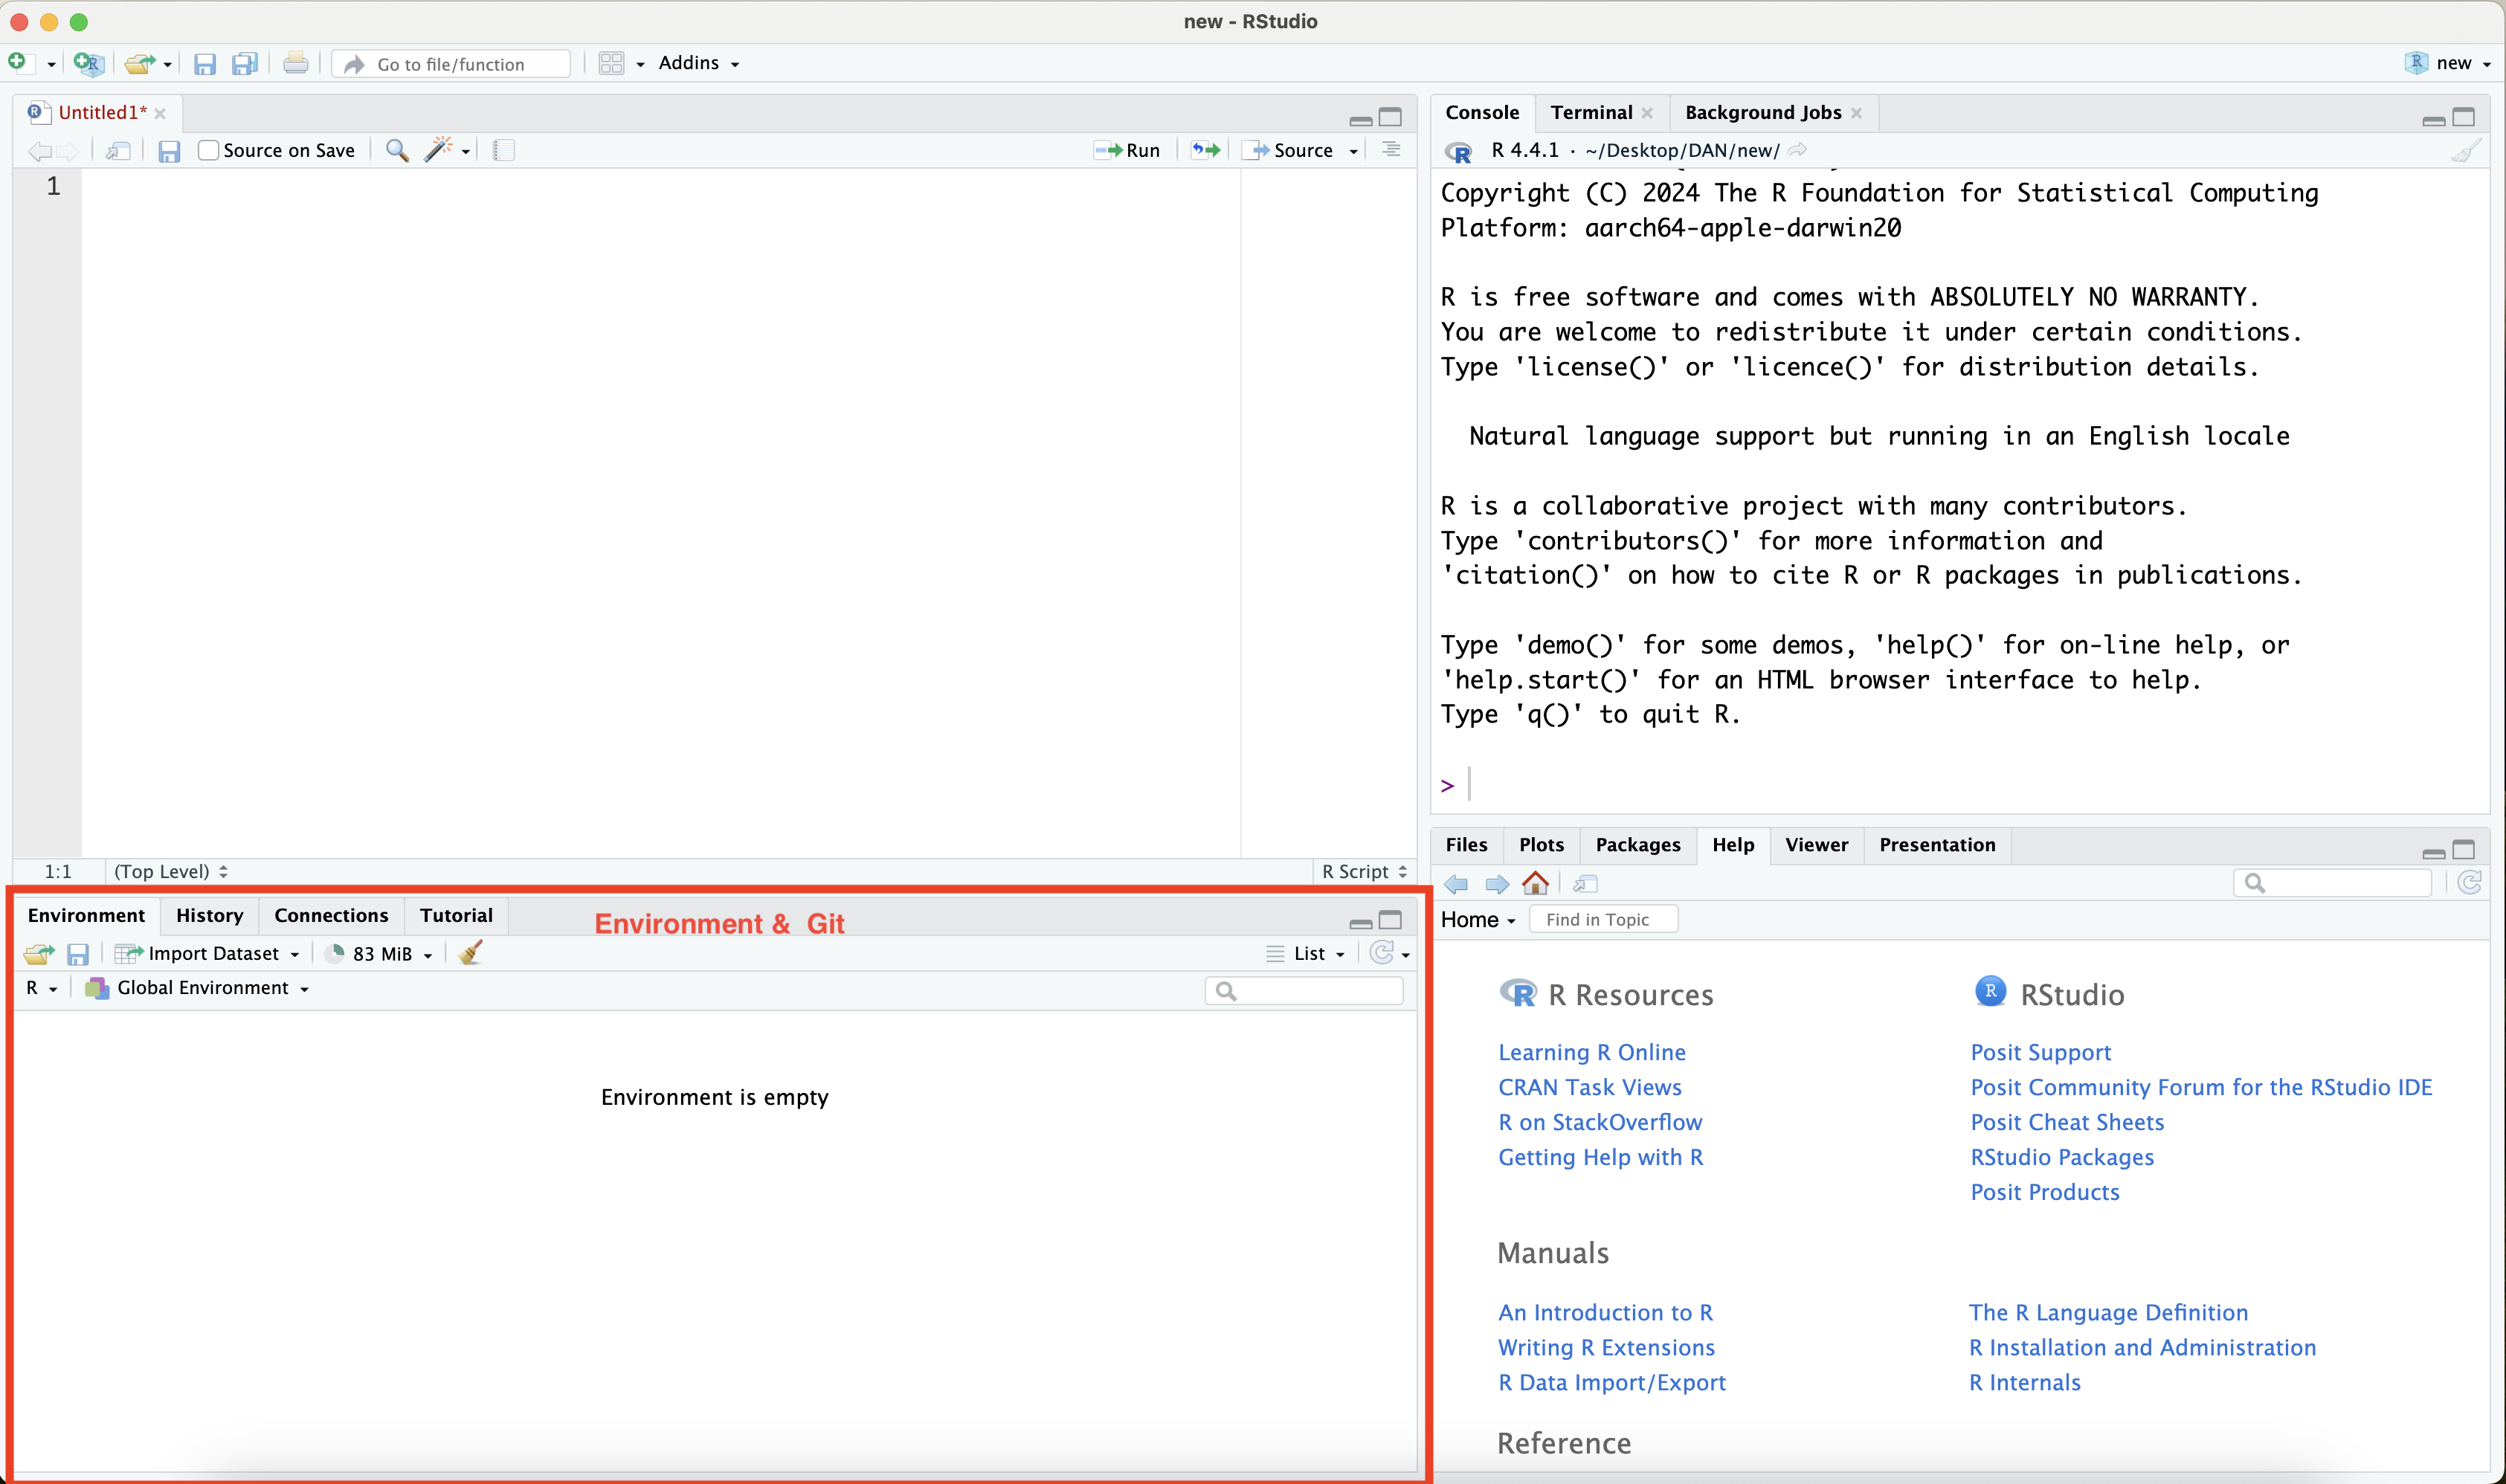 new - RStudio
Go to file/function
Addins
new
Untitled1*
Source on Save
Run
Source
1
1:1
(Top Level)
R Script
Environment
History
Connections
Tutorial
Environment & Git
Import Dataset
83 MiB
List
R
Global Environment
Environment is empty
Console
Terminal
Background Jobs
R 4.4.1 · ~/Desktop/DAN/new/
Copyright (C) 2024 The R Foundation for Statistical Computing
Platform: aarch64-apple-darwin20
R is free software and comes with ABSOLUTELY NO WARRANTY.
You are welcome to redistribute it under certain conditions.
Type 'license()' or 'licence()' for distribution details.
Natural language support but running in an English locale
R is a collaborative project with many contributors.
Type 'contributors()' for more information and
'citation()' on how to cite R or R packages in publications.
Type 'demo()' for some demos, 'help()' for on-line help, or
'help.start()' for an HTML browser interface to help.
Type 'q()' to quit R.
>
Files
Plots
Packages
Help
Viewer
Presentation
Home
Find in Topic
R Resources
Learning R Online
CRAN Task Views
R on StackOverflow
Getting Help with R
RStudio
Posit Support
Posit Community Forum for the RStudio IDE
Posit Cheat Sheets
RStudio Packages
Posit Products
Manuals
An Introduction to R
Writing R Extensions
R Data Import/Export
The R Language Definition
R Installation and Administration
R Internals
Reference